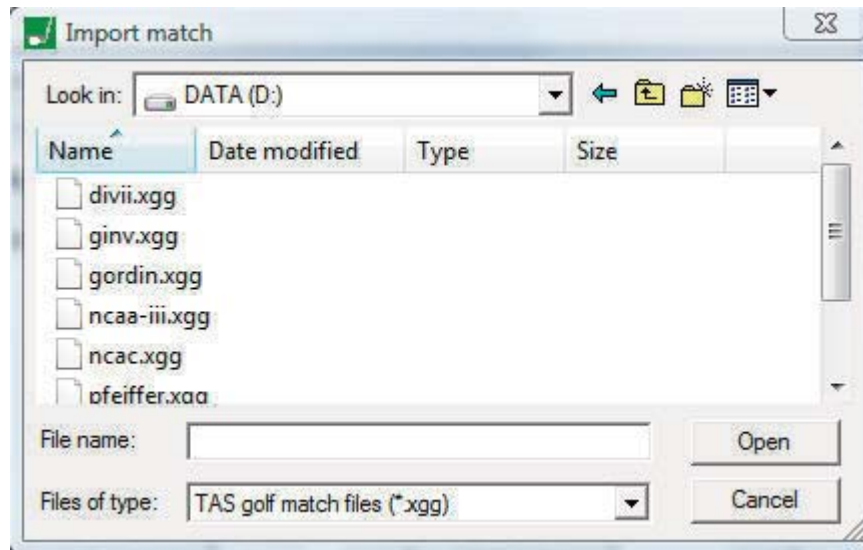 Import match
Look in: DATA (D:)
Name Date modified Type Size
divii.xgg
ginv.xgg
gordin.xgg
ncaa-iii.xgg
ncac.xgg
pfeiffer.xgg
File name: Open
Files of type: TAS golf match files (*.xgg) Cancel